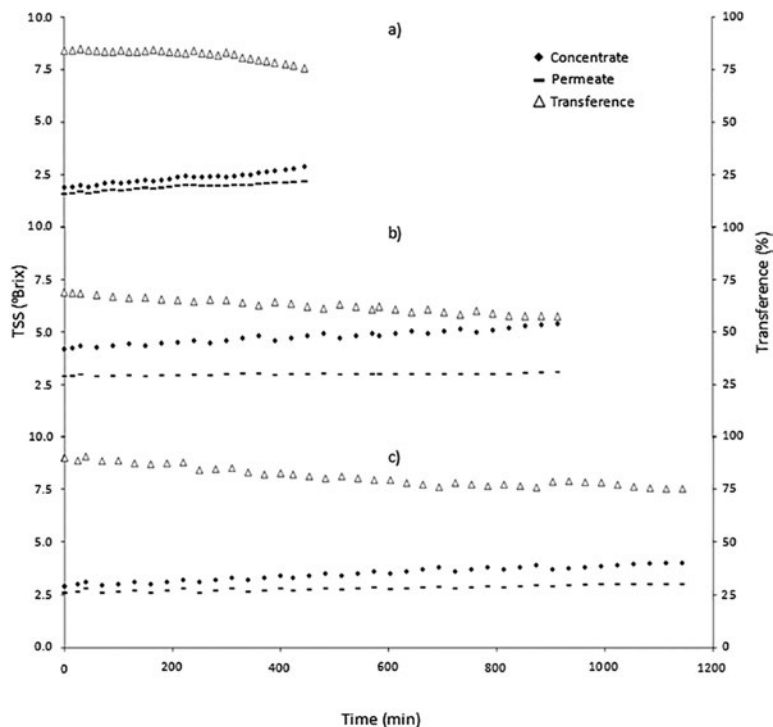 10.0
100
a)
◆ Concentrate
7.5
75
– Permeate
△ Transference
5.0
50
2.5
25
10.0
100
b)
7.5
75
TSS (ºBrix)
Transference (%)
5.0
50
2.5
25
10.0
100
c)
7.5
75
5.0
50
2.5
25
0.0
0
0 200 400 600 800 1000 1200
Time (min)